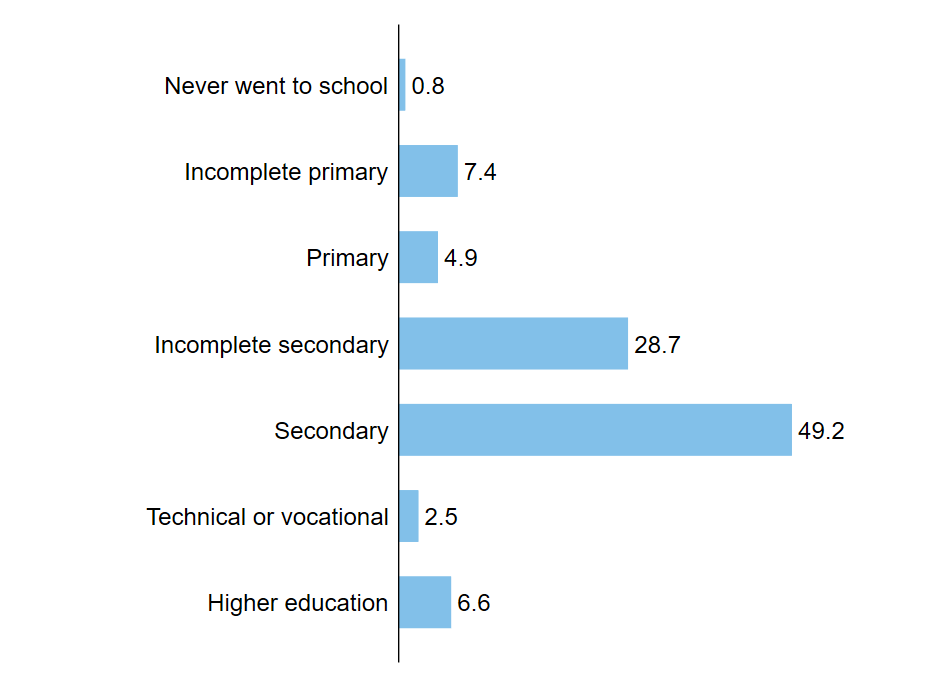 Never went to school 0.8
Incomplete primary 7.4
Primary 4.9
Incomplete secondary 28.7
Secondary 49.2
Technical or vocational 2.5
Higher education 6.6